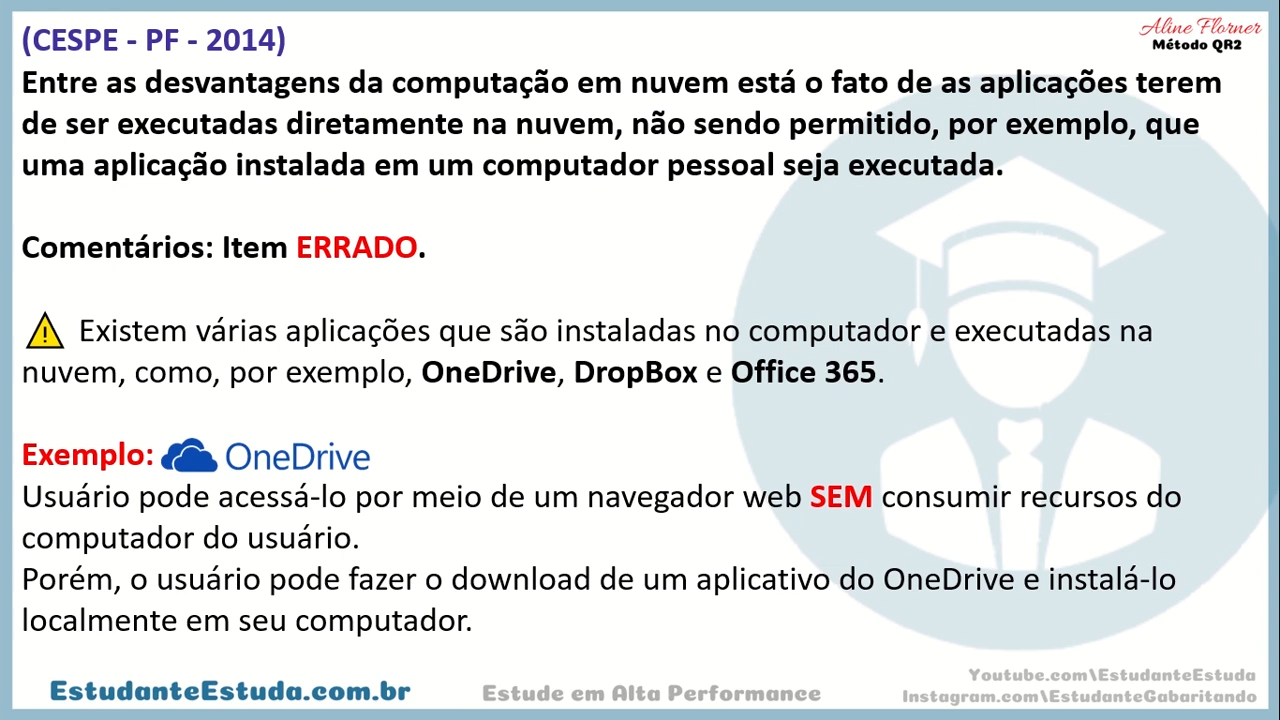 (CESPE - PF - 2014)
Aline Florner
Método QR2
Entre as desvantagens da computação em nuvem está o fato de as aplicações terem
de ser executadas diretamente na nuvem, não sendo permitido, por exemplo, que
uma aplicação instalada em um computador pessoal seja executada.
Comentários: Item ERRADO.
Existem várias aplicações que são instaladas no computador e executadas na
nuvem, como, por exemplo, OneDrive, DropBox e Office 365.
Exemplo: OneDrive
Usuário pode acessá-lo por meio de um navegador web SEM consumir recursos do
computador do usuário.
Porém, o usuário pode fazer o download de um aplicativo do OneDrive e instalá-lo
localmente em seu computador.
EstudanteEstuda.com.br
Estude em Alta Performance
Youtube.com\EstudanteEstuda
Instagram.com\EstudanteGabaritando